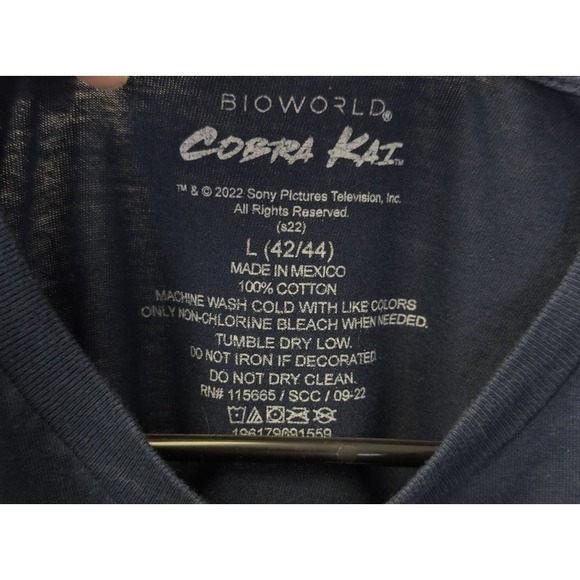 BIOWORLD®
COBRA KAI™
™ & © 2022 Sony Pictures Television, Inc.
All Rights Reserved.
(s22)
L (42/44)
MADE IN MEXICO
100% COTTON
MACHINE WASH COLD WITH LIKE COLORS
ONLY NON-CHLORINE BLEACH WHEN NEEDED.
TUMBLE DRY LOW.
DO NOT IRON IF DECORATED
DO NOT DRY CLEAN.
RN# 115665 / SCC / 09-22
196179091559